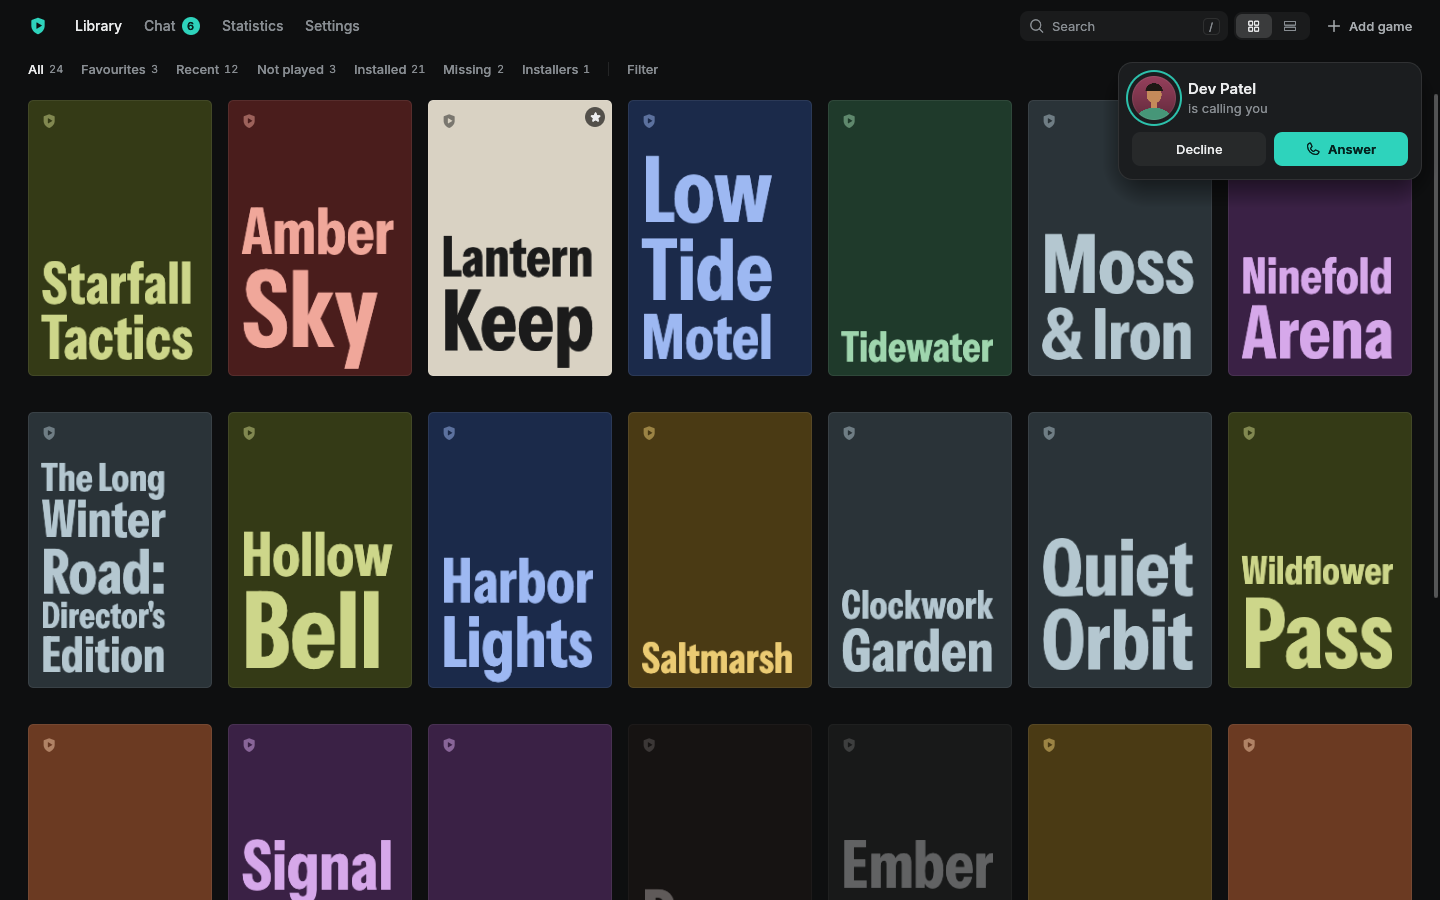 Library
Chat 6
Statistics
Settings
Search /
Add game
All 24
Favourites 3
Recent 12
Not played 3
Installed 21
Missing 2
Installers 1
Filter
Dev Patel
is calling you
Decline
Answer
Starfall
Tactics
Amber
Sky
Lantern
Keep
Low
Tide
Motel
Tidewater
Moss
& Iron
Ninefold
Arena
The Long
Winter
Road:
Director's
Edition
Hollow
Bell
Harbor
Lights
Saltmarsh
Clockwork
Garden
Quiet
Orbit
Wildflower
Pass
Signal
Ember